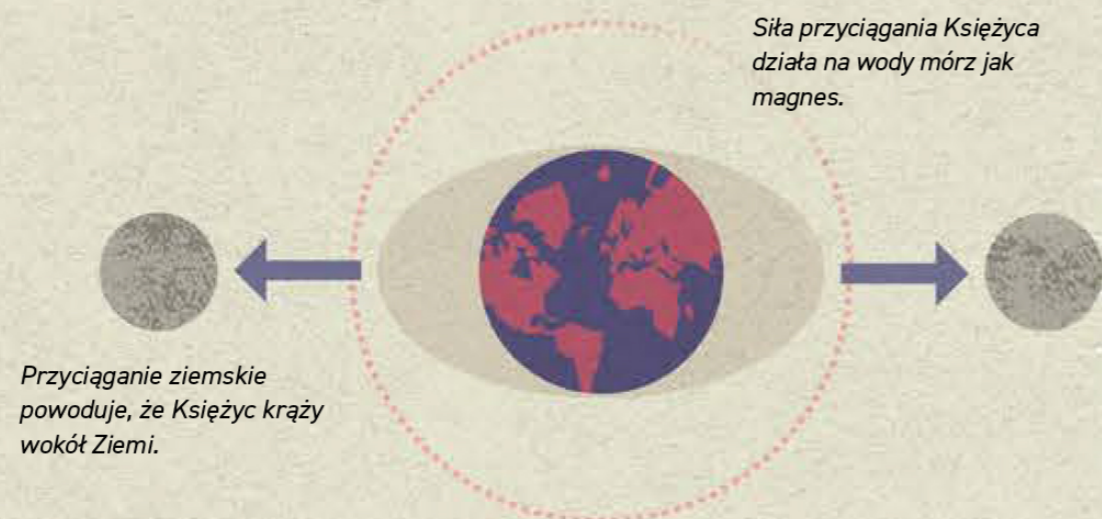 Siła przyciągania Księżyca
działa na wody mórz jak
magnes.
Przyciąganie ziemskie
powoduje, że Księżyc krąży
wokół Ziemi.